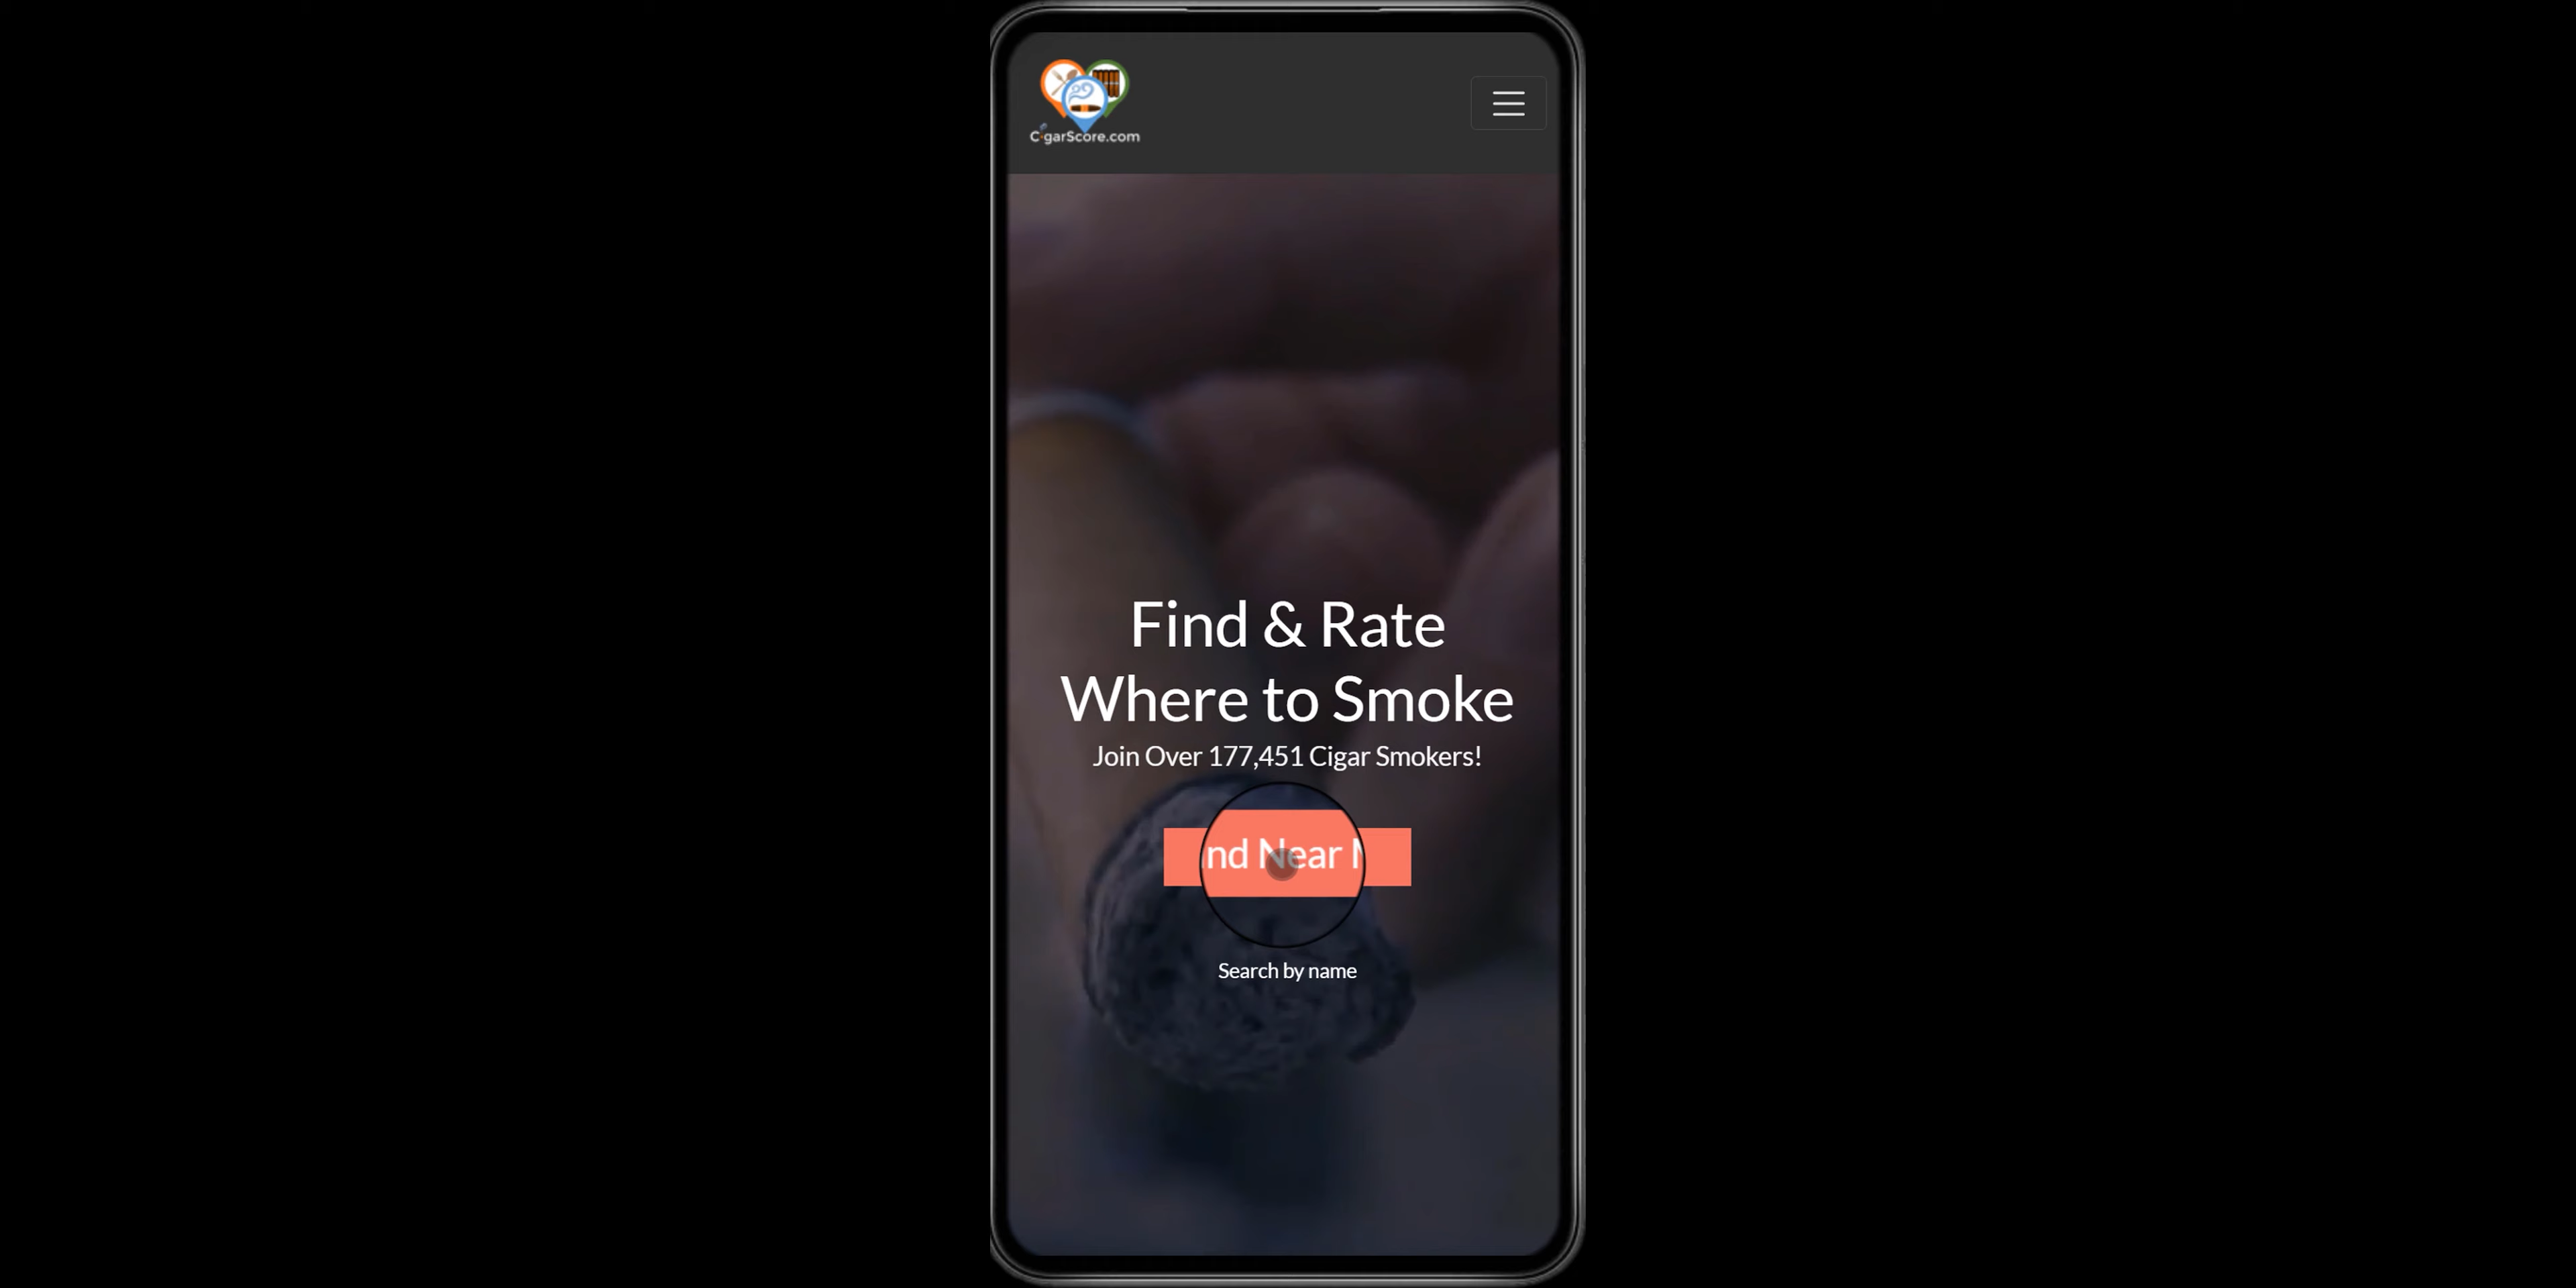 CigarScore.com
Find & Rate
Where to Smoke
Join Over 177,451 Cigar Smokers!
nd Near
Search by name